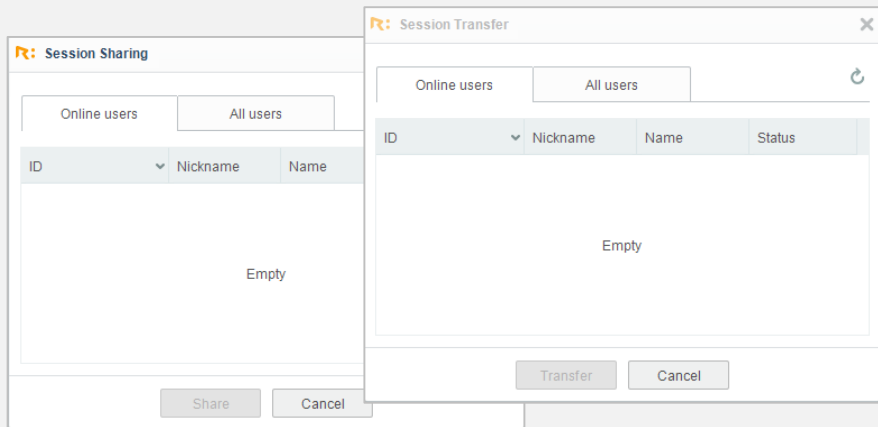 Session Sharing
Online users All users
ID Nickname Name
Empty
Share Cancel
Session Transfer
Online users All users
ID Nickname Name Status
Empty
Transfer Cancel